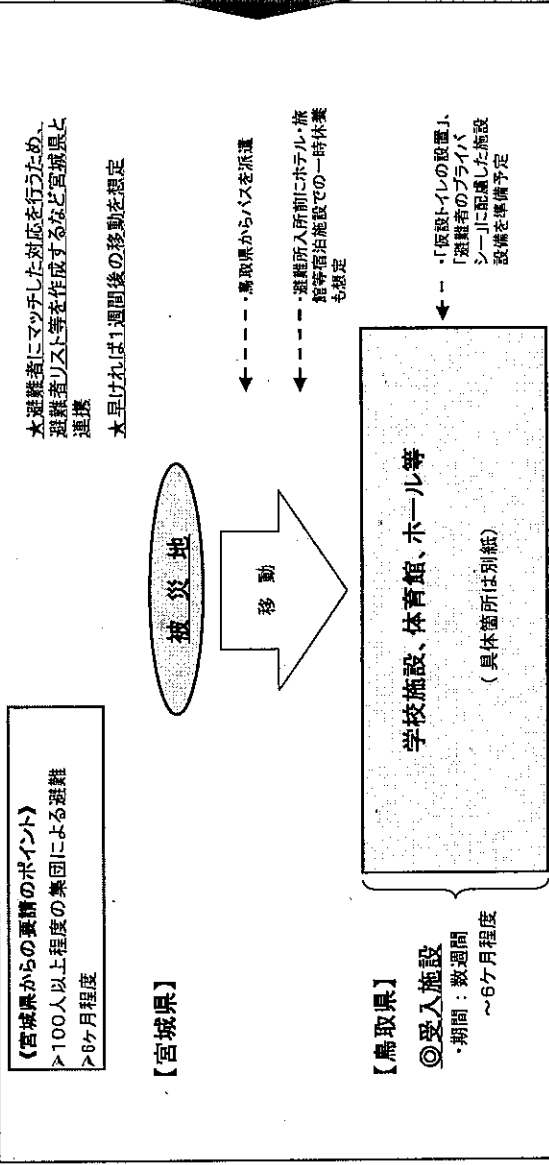 《宮城県からの要請のポイント》
➢100人以上程度の集団による避難
➢6ヶ月程度
★避難者にマッチした対応を行うため、
避難者リスト等を作成するなど宮城県と
連携
★早ければ1週間後の移動を想定
【宮城県】
被 災 地
移 動
・鳥取県からバスを派遣
・避難所入所前にホテル・旅
館等宿泊施設での一時休養
も想定
【鳥取県】
◎受入施設
・期間:数週間
~6ケ月程度
学校施設、体育館、ホール等
(具体箇所は別紙)
・「仮設トイレの設置」、
「避難者のプライバ
シー」に配慮した施設
設備を準備予定